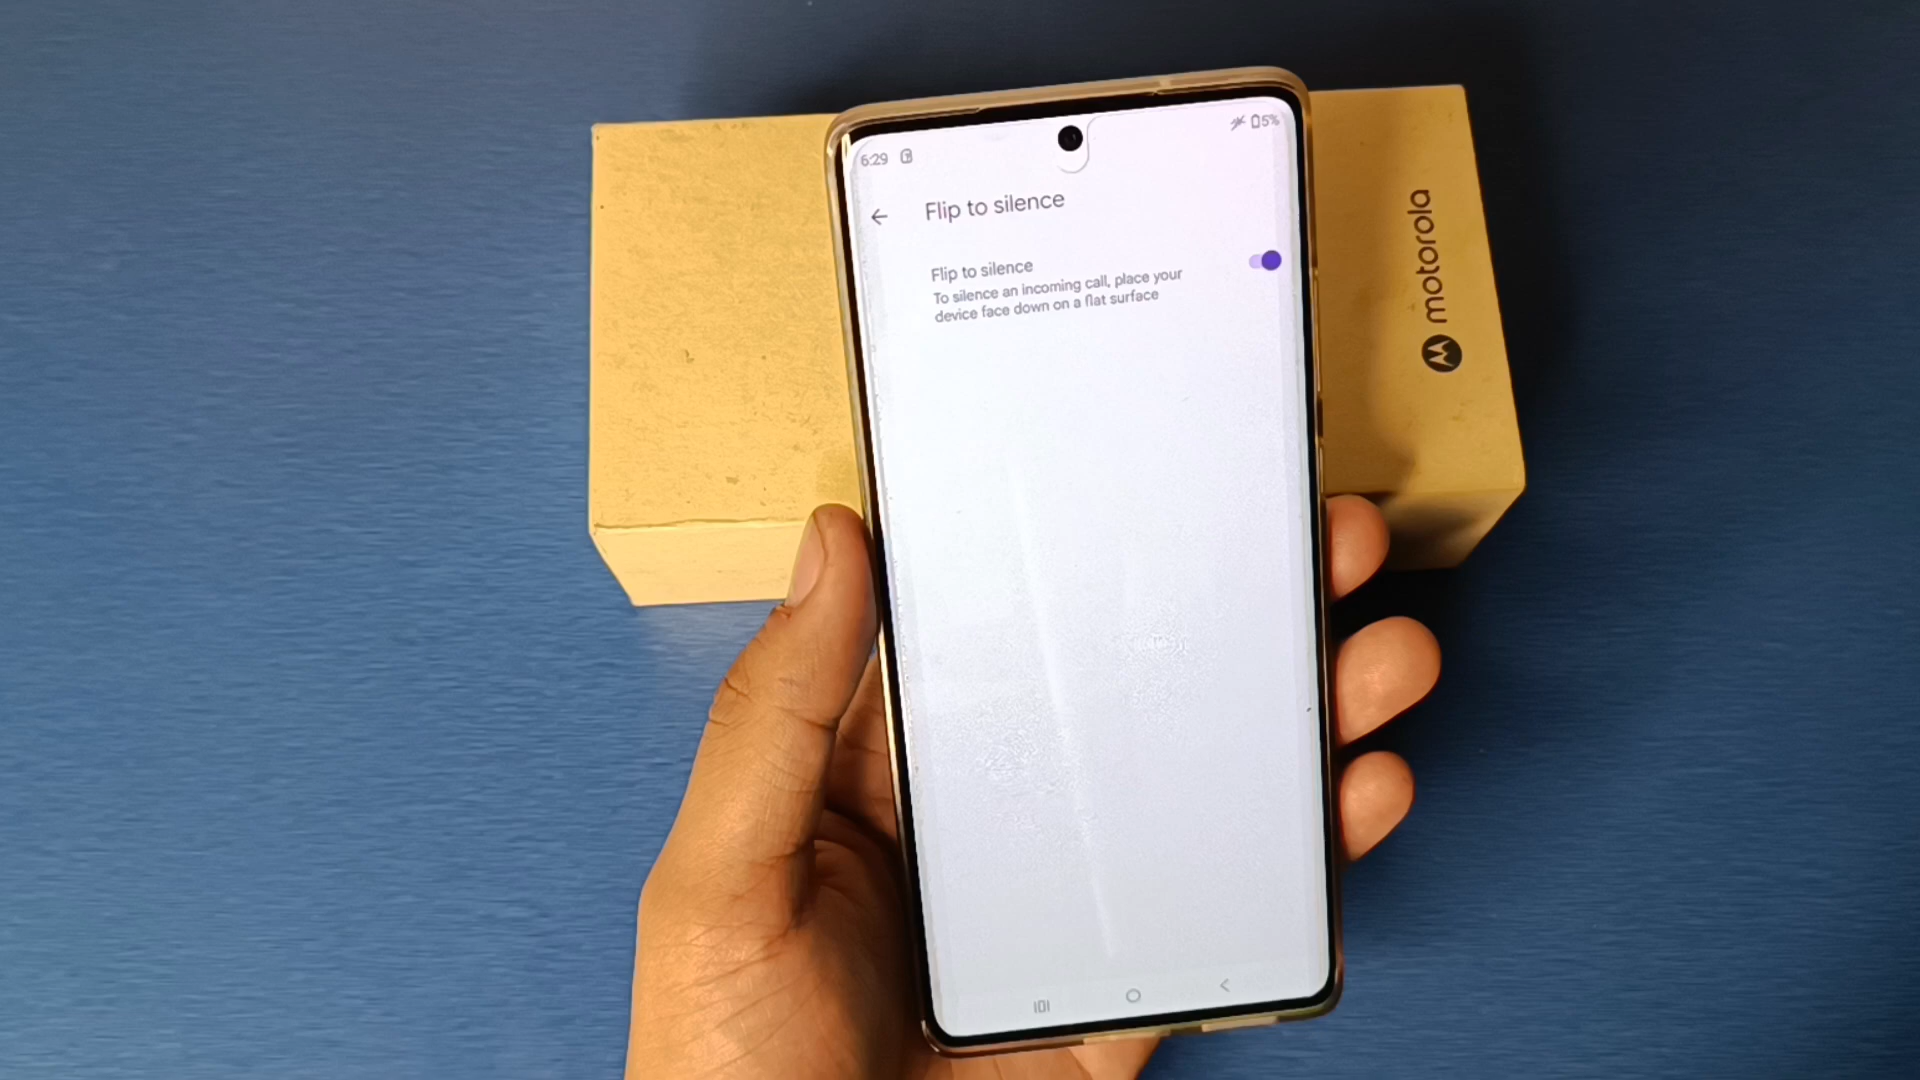 6:29
5%
Flip to silence
Flip to silence
To silence an incoming call, place your
device face down on a flat surface
motorola